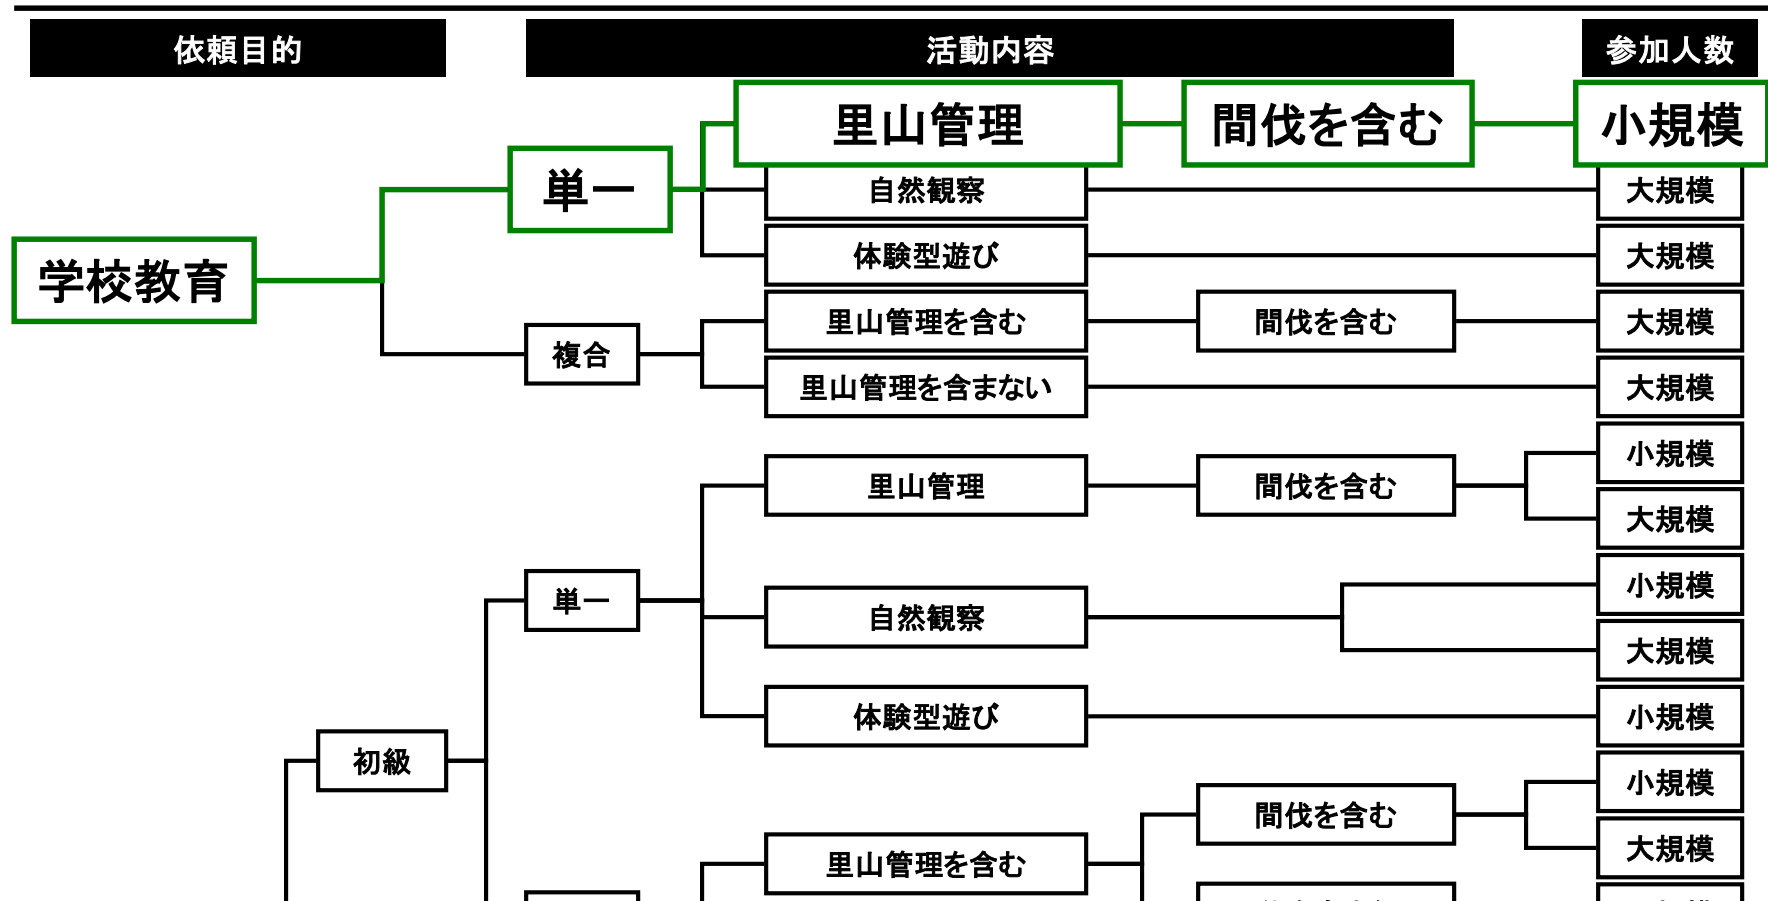 依頼目的
活動内容
参加人数
里山管理
間伐を含む
小規模
単一
自然観察
大規模
体験型遊び
大規模
学校教育
里山管理を含む
間伐を含む
大規模
複合
里山管理を含まない
大規模
小規模
里山管理
間伐を含む
大規模
小規模
単一
自然観察
大規模
体験型遊び
小規模
初級
小規模
間伐を含む
大規模
里山管理を含む